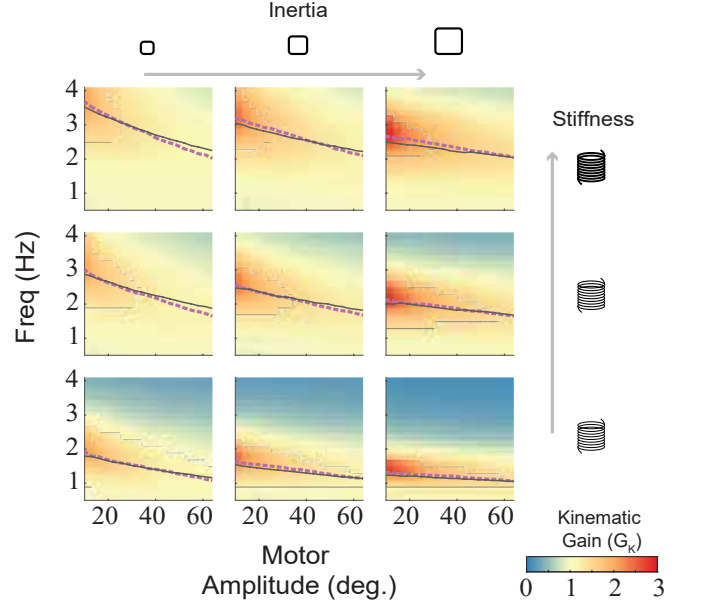 Inertia
Stiffness
4
3
2
1
Freq (Hz)
4
3
2
1
4
3
2
1
20 40 60 20 40 60 20 40 60
Motor
Amplitude (deg.)
Kinematic
Gain (G_K)
0 1 2 3